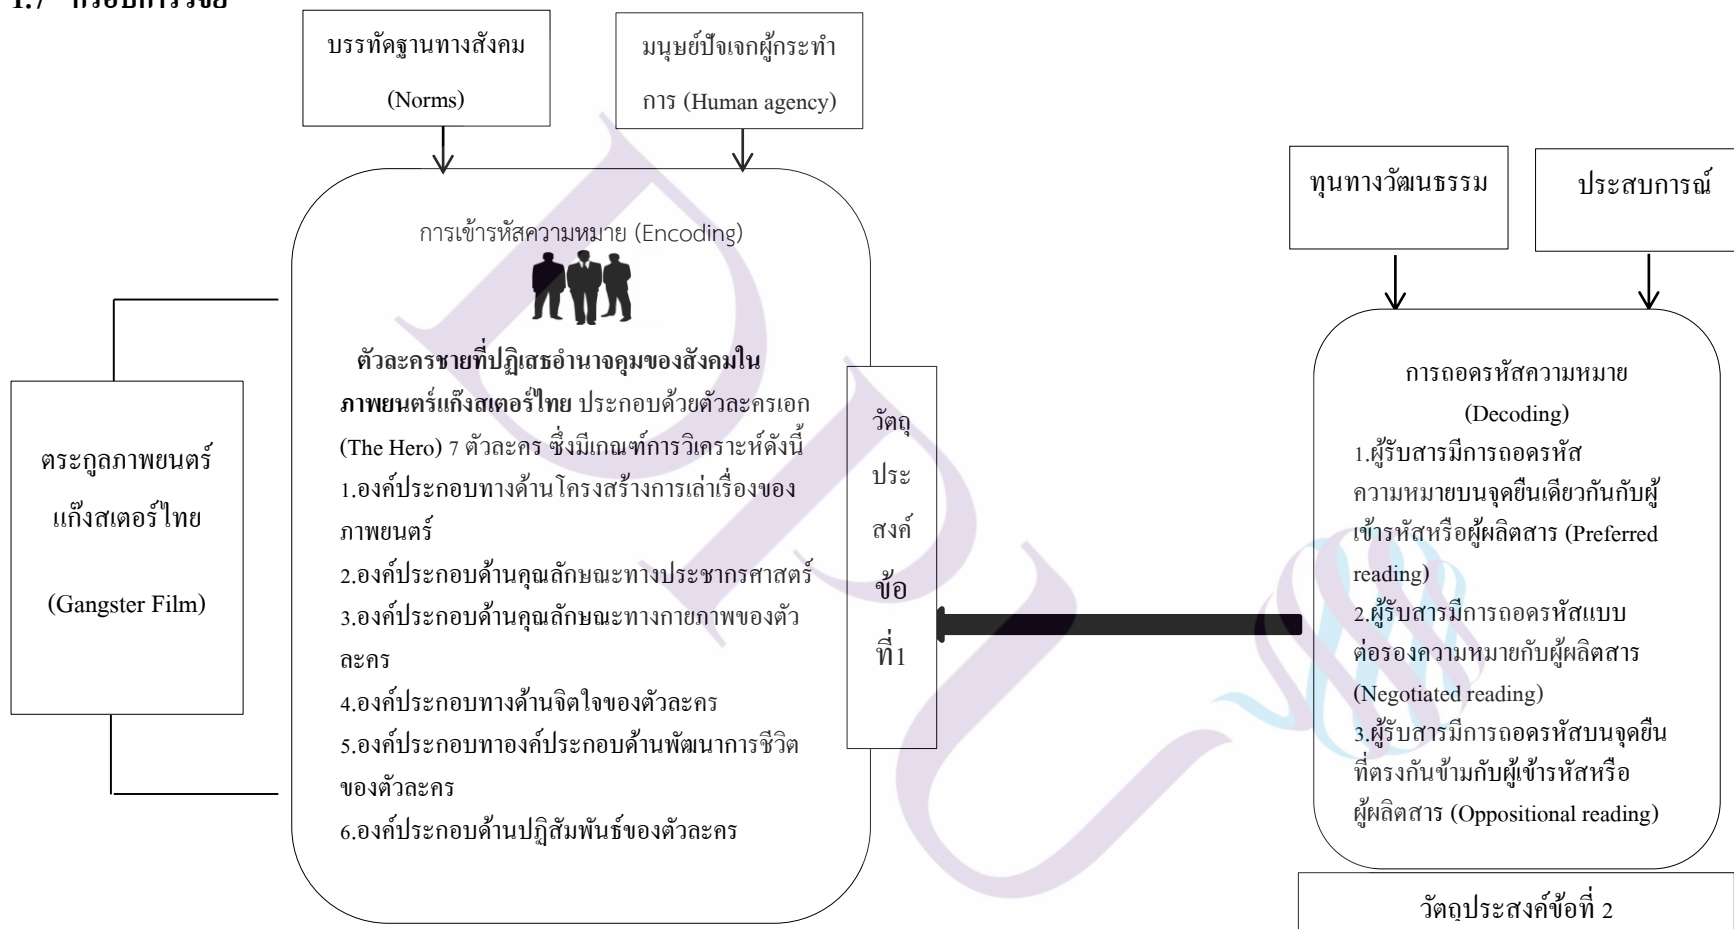 1.7 กรอบการวิจัย
บรรทัดฐานทางสังคม
(Norms)
มนุษย์ปัจเจกผู้กระทำ
การ (Human agency)
ทุนทางวัฒนธรรม
ประสบการณ์
ตระกูลภาพยนตร์
แก๊งสเตอร์ไทย
(Gangster Film)
การเข้ารหัสความหมาย (Encoding)
ตัวละครชายที่ปฏิเสธอำนาจคุมของสังคมใน
ภาพยนตร์แก๊งสเตอร์ไทย ประกอบด้วยตัวละครเอก
(The Hero) 7 ตัวละคร ซึ่งมีเกณฑ์การวิเคราะห์ดังนี้
1.องค์ประกอบทางด้านโครงสร้างการเล่าเรื่องของ
ภาพยนตร์
2.องค์ประกอบด้านคุณลักษณะทางประชากรศาสตร์
3.องค์ประกอบด้านคุณลักษณะทางกายภาพของตัว
ละคร
4.องค์ประกอบทางด้านจิตใจของตัวละคร
5.องค์ประกอบทาองค์ประกอบด้านพัฒนาการชีวิต
ของตัวละคร
6.องค์ประกอบด้านปฏิสัมพันธ์ของตัวละคร
วัตถุ
ประ
สงค์
ข้อ
ที่1
การถอดรหัสความหมาย
(Decoding)
1.ผู้รับสารมีการถอดรหัส
ความหมายบนจุดยืนเดียวกันกับผู้
เข้ารหัสหรือผู้ผลิตสาร (Preferred
reading)
2.ผู้รับสารมีการถอดรหัสแบบ
ต่อรองความหมายกับผู้ผลิตสาร
(Negotiated reading)
3.ผู้รับสารมีการถอดรหัสบนจุดยืน
ที่ตรงกันข้ามกับผู้เข้ารหัสหรือ
ผู้ผลิตสาร (Oppositional reading)
วัตถุประสงค์ข้อที่ 2
DPU